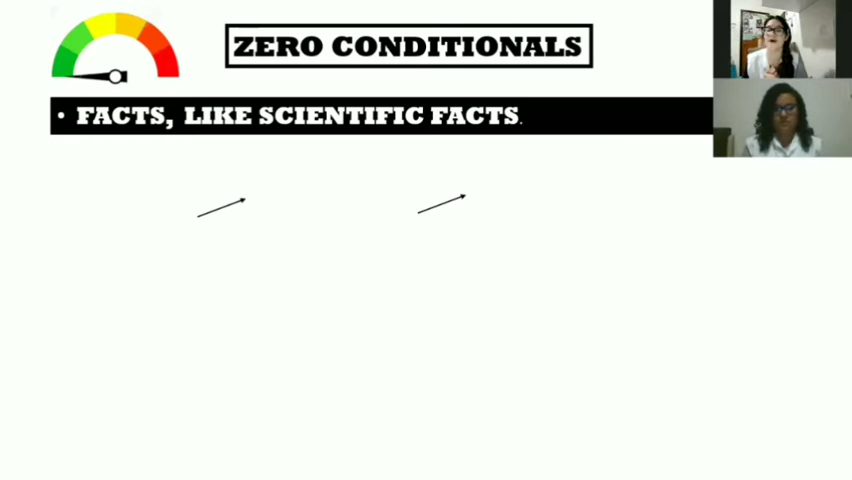 ZERO CONDITIONALS
• FACTS, LIKE SCIENTIFIC FACTS.